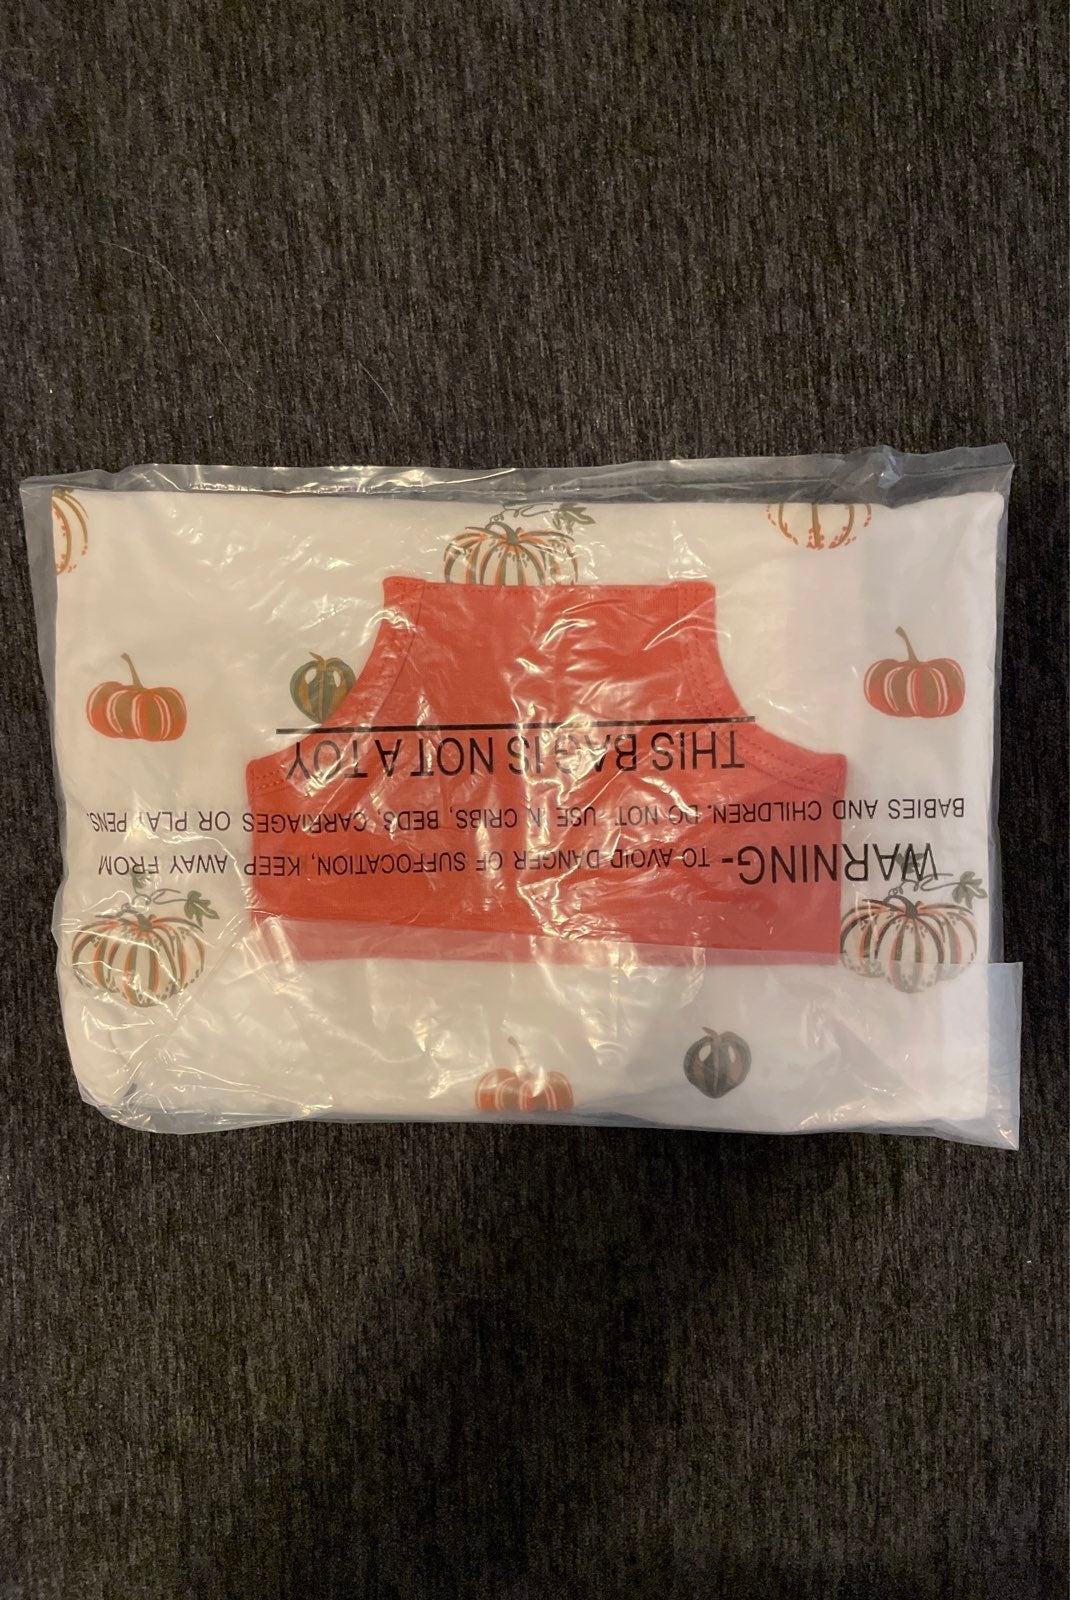 WARNING- TO AVOID DANGER OF SUFFOCATION, KEEP AWAY FROM
BABIES AND CHILDREN. DO NOT USE IN CRIBS, BEDS, CARRIAGES OR PLAY PENS.
THIS BAG IS NOT A TOY